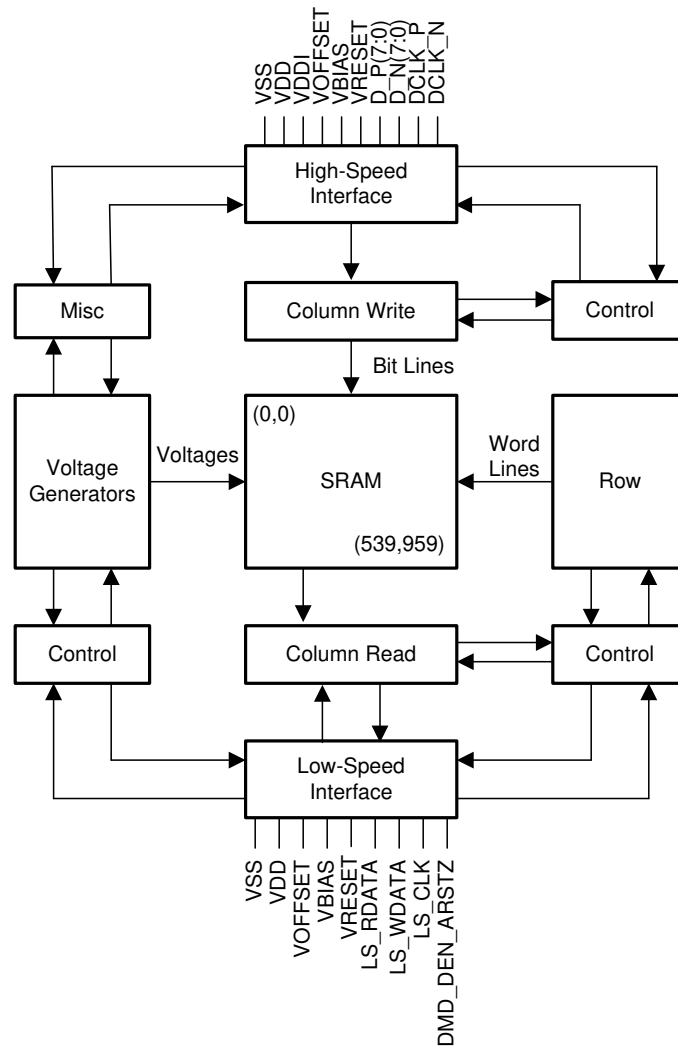 VSS
VDD
VDDI
VOFFSET
VBIAS
VRESET
D_P(7:0)
D_N(7:0)
DCLK_P
DCLK_N
High-Speed
Interface
Misc
Column Write
Control
Bit Lines
(0,0)
Voltage
Generators
Voltages
SRAM
Word
Lines
Row
(539,959)
Control
Column Read
Control
Low-Speed
Interface
VSS
VDD
VOFFSET
VBIAS
VRESET
LS_RDATA
LS_WDATA
LS_CLK
DMD_DEN_ARSTZ